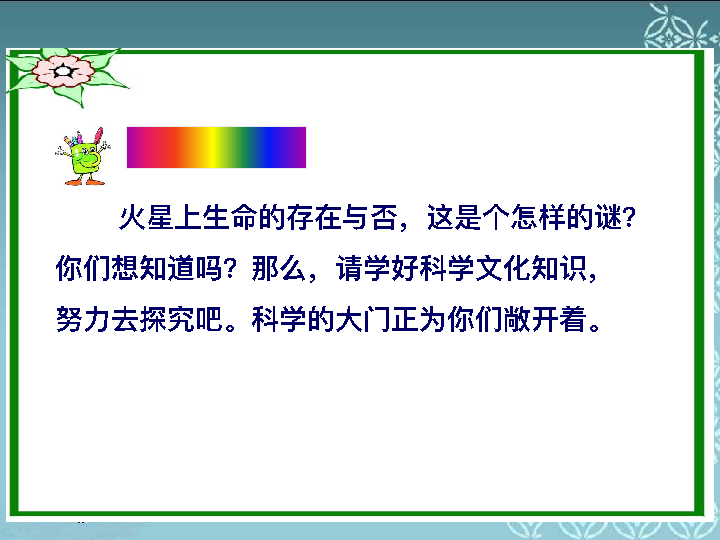 火星上生命的存在与否，这是个怎样的谜？
你们想知道吗？那么，请学好科学文化知识，
努力去探究吧。科学的大门正为你们敞开着。